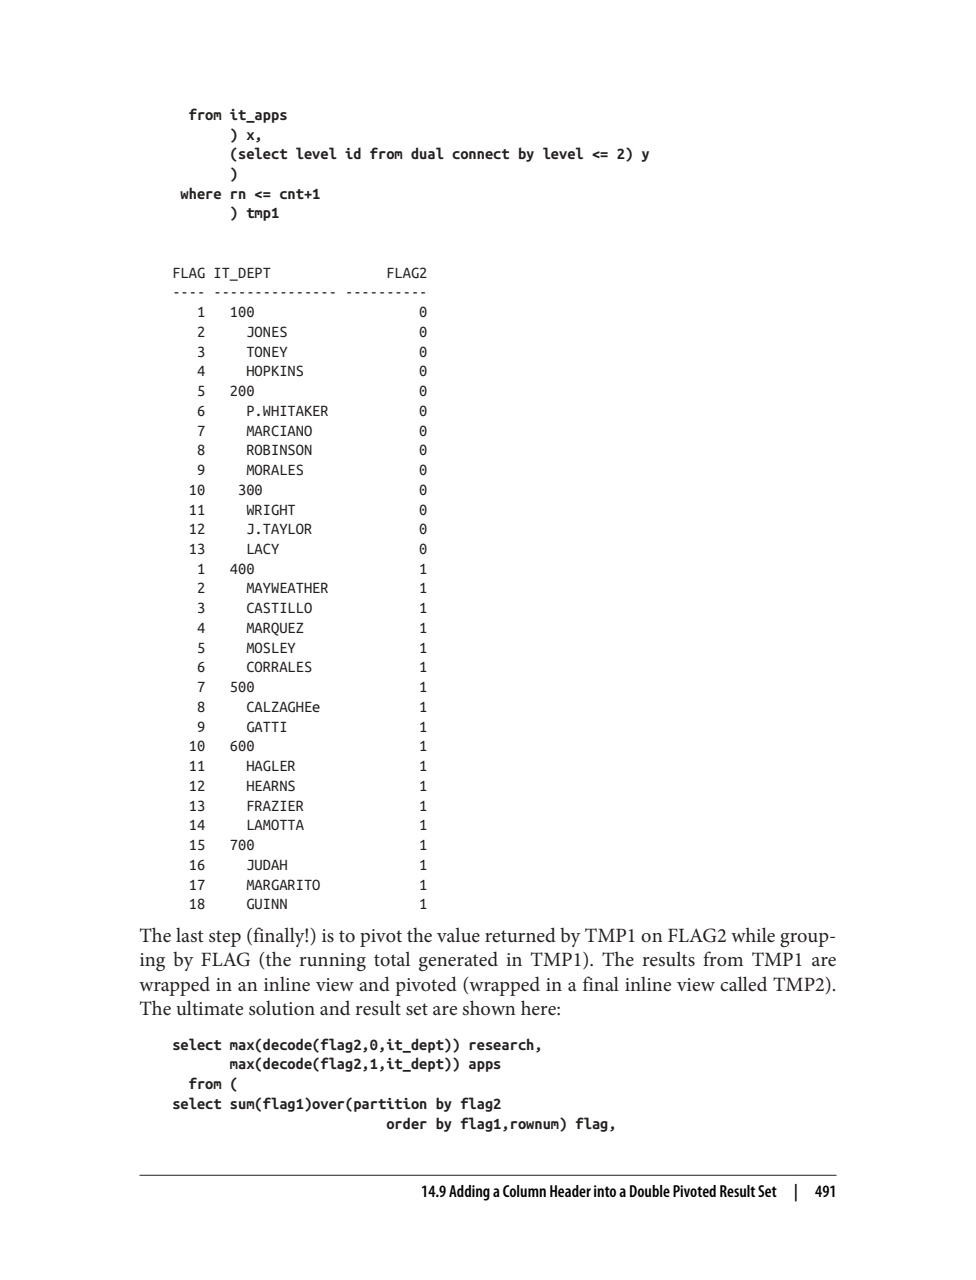 from it_apps
) x,
(select level id from dual connect by level <= 2) y
)
where rn <= cnt+1
) tmp1
FLAG IT_DEPT FLAG2
---- --------------- ----------
1 100 0
2 JONES 0
3 TONEY 0
4 HOPKINS 0
5 200 0
6 P.WHITAKER 0
7 MARCIANO 0
8 ROBINSON 0
9 MORALES 0
10 300 0
11 WRIGHT 0
12 J.TAYLOR 0
13 LACY 0
1 400 1
2 MAYWEATHER 1
3 CASTILLO 1
4 MARQUEZ 1
5 MOSLEY 1
6 CORRALES 1
7 500 1
8 CALZAGHEe 1
9 GATTI 1
10 600 1
11 HAGLER 1
12 HEARNS 1
13 FRAZIER 1
14 LAMOTTA 1
15 700 1
16 JUDAH 1
17 MARGARITO 1
18 GUINN 1
The last step (finally!) is to pivot the value returned by TMP1 on FLAG2 while group-
ing by FLAG (the running total generated in TMP1). The results from TMP1 are
wrapped in an inline view and pivoted (wrapped in a final inline view called TMP2).
The ultimate solution and result set are shown here:
select max(decode(flag2,0,it_dept)) research,
max(decode(flag2,1,it_dept)) apps
from (
select sum(flag1)over(partition by flag2
order by flag1,rownum) flag,
14.9 Adding a Column Header into a Double Pivoted Result Set | 491